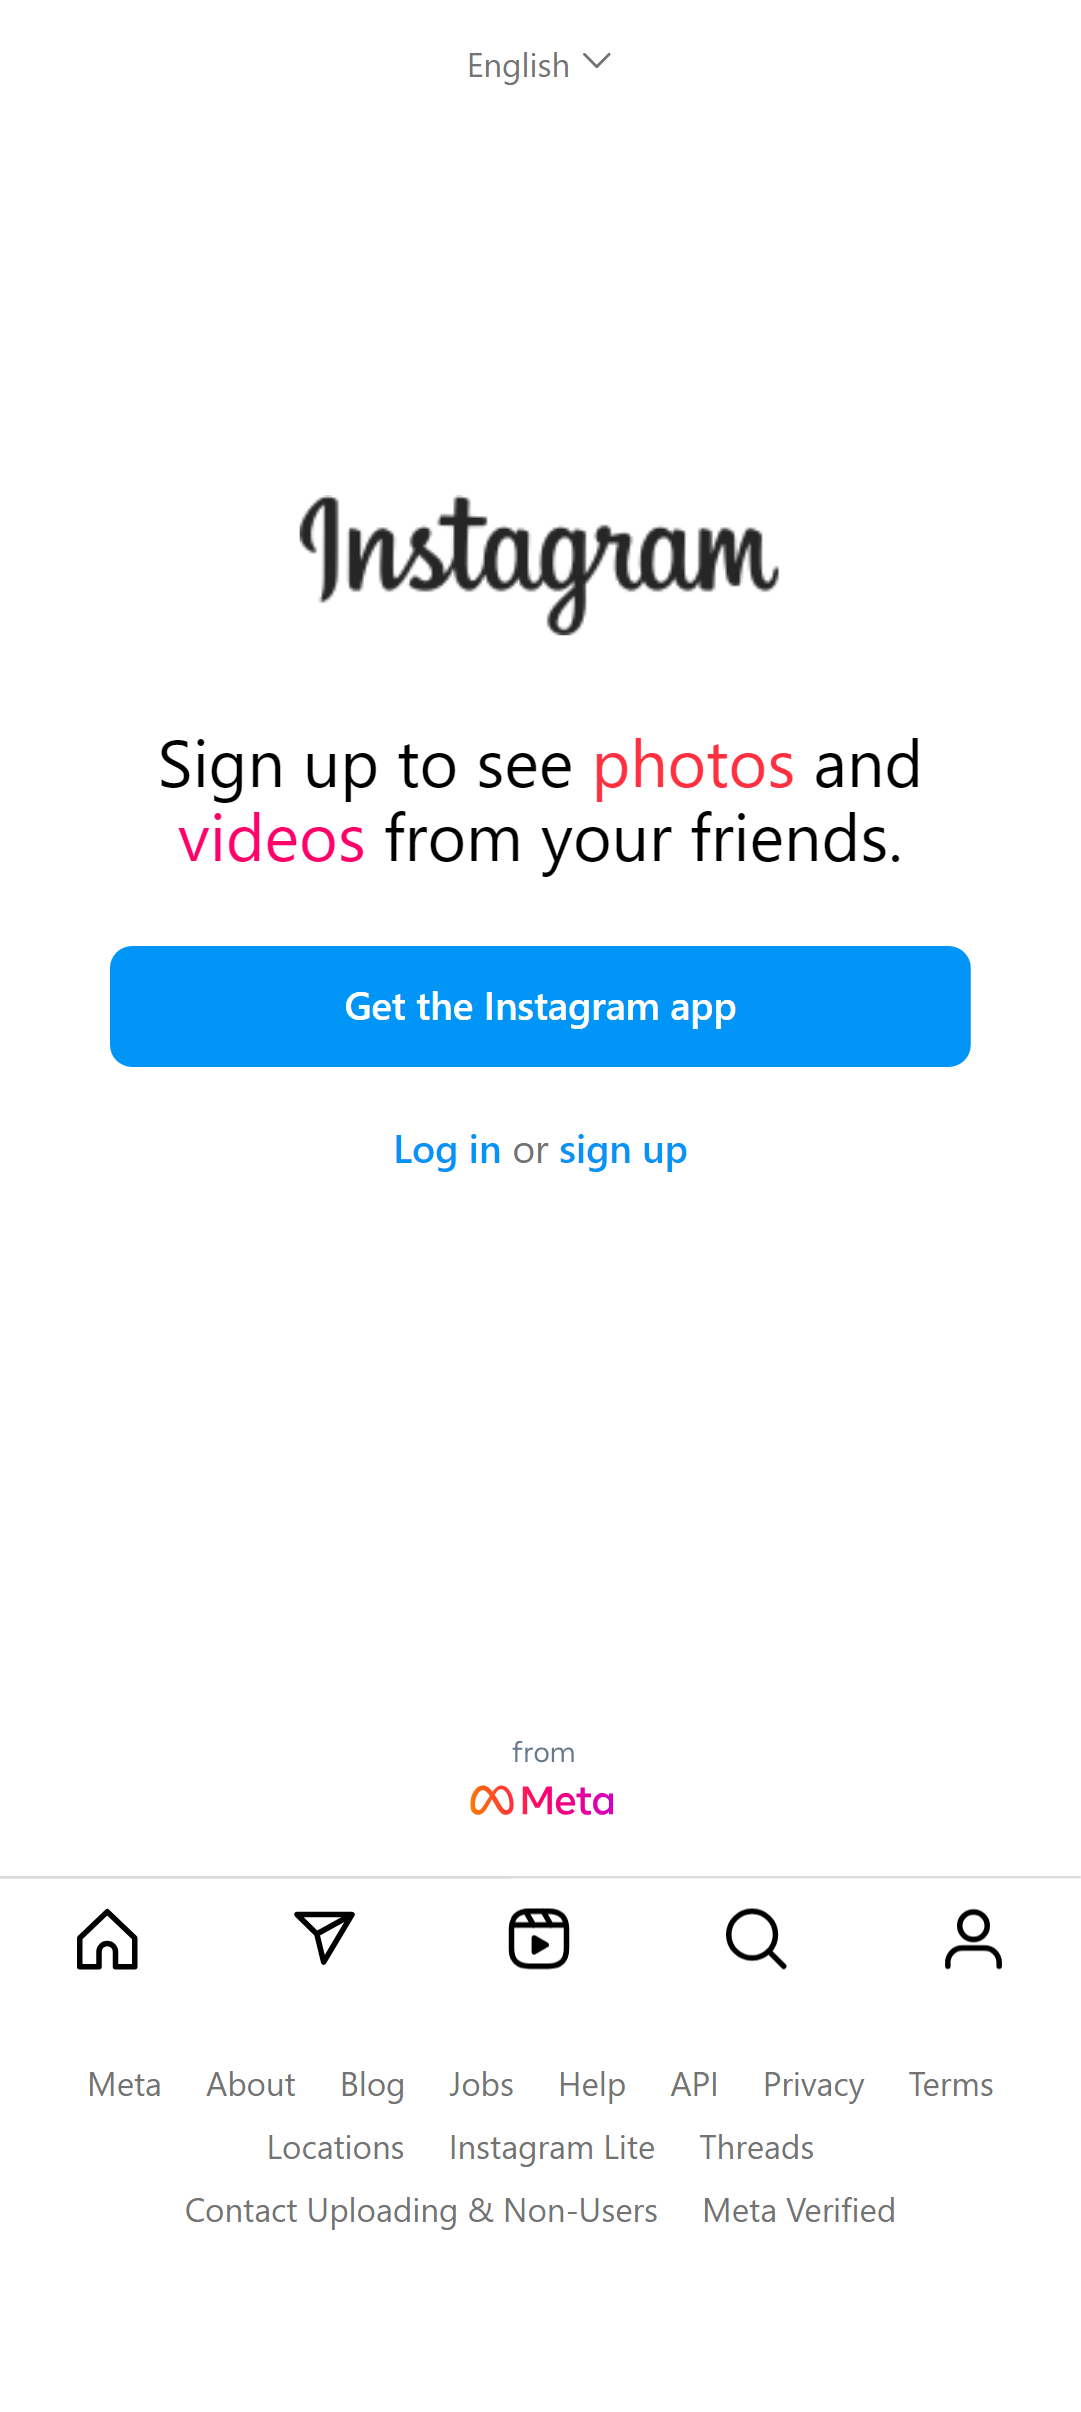 English
Instagram
Sign up to see photos and
videos from your friends.
Get the Instagram app
Log in or sign up
from
Meta
Meta About Blog Jobs Help API Privacy Terms
Locations Instagram Lite Threads
Contact Uploading & Non-Users Meta Verified